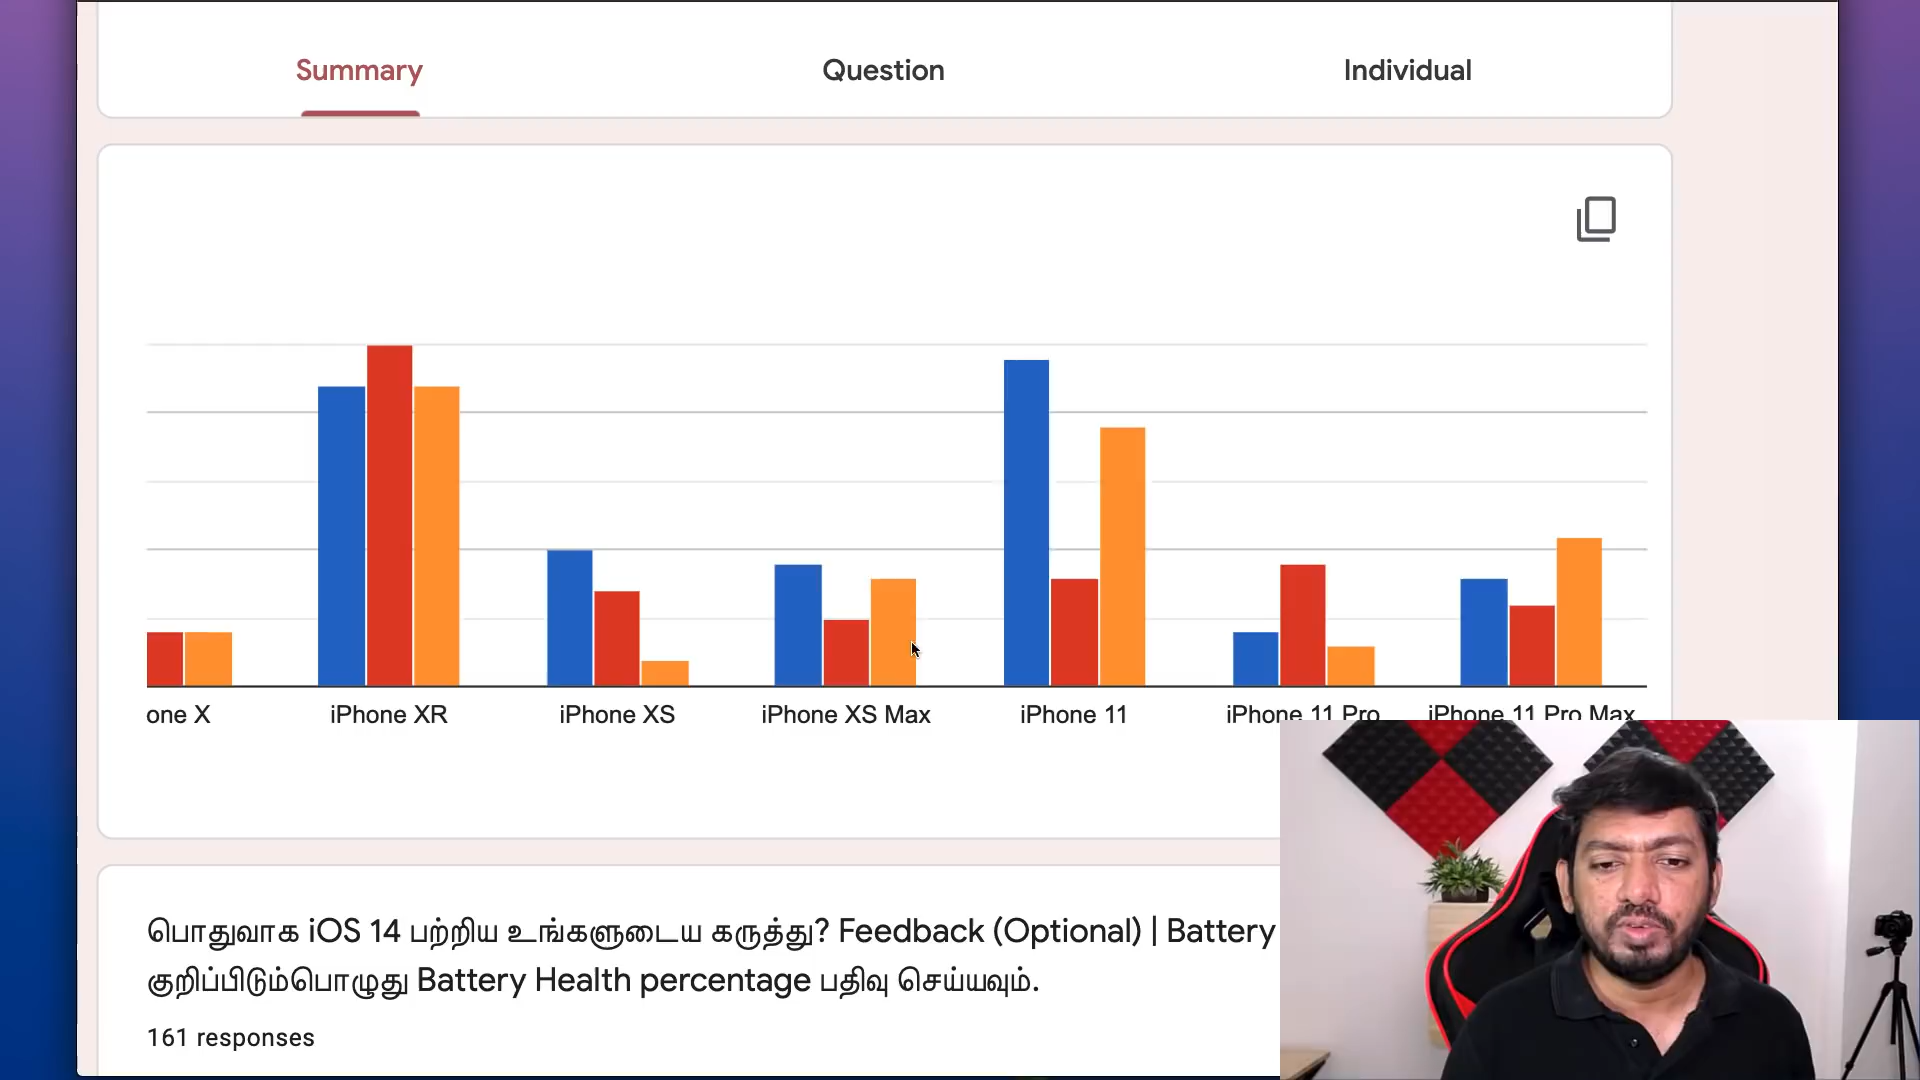 Summary
Question
Individual
one X
iPhone XR
iPhone XS
iPhone XS Max
iPhone 11
iPhone 11 Pro
iPhone 11 Pro Max
பொதுவாக iOS 14 பற்றிய உங்களுடைய கருத்து? Feedback (Optional) | Battery
குறிப்பிடும்பொழுது Battery Health percentage பதிவு செய்யவும்.
161 responses